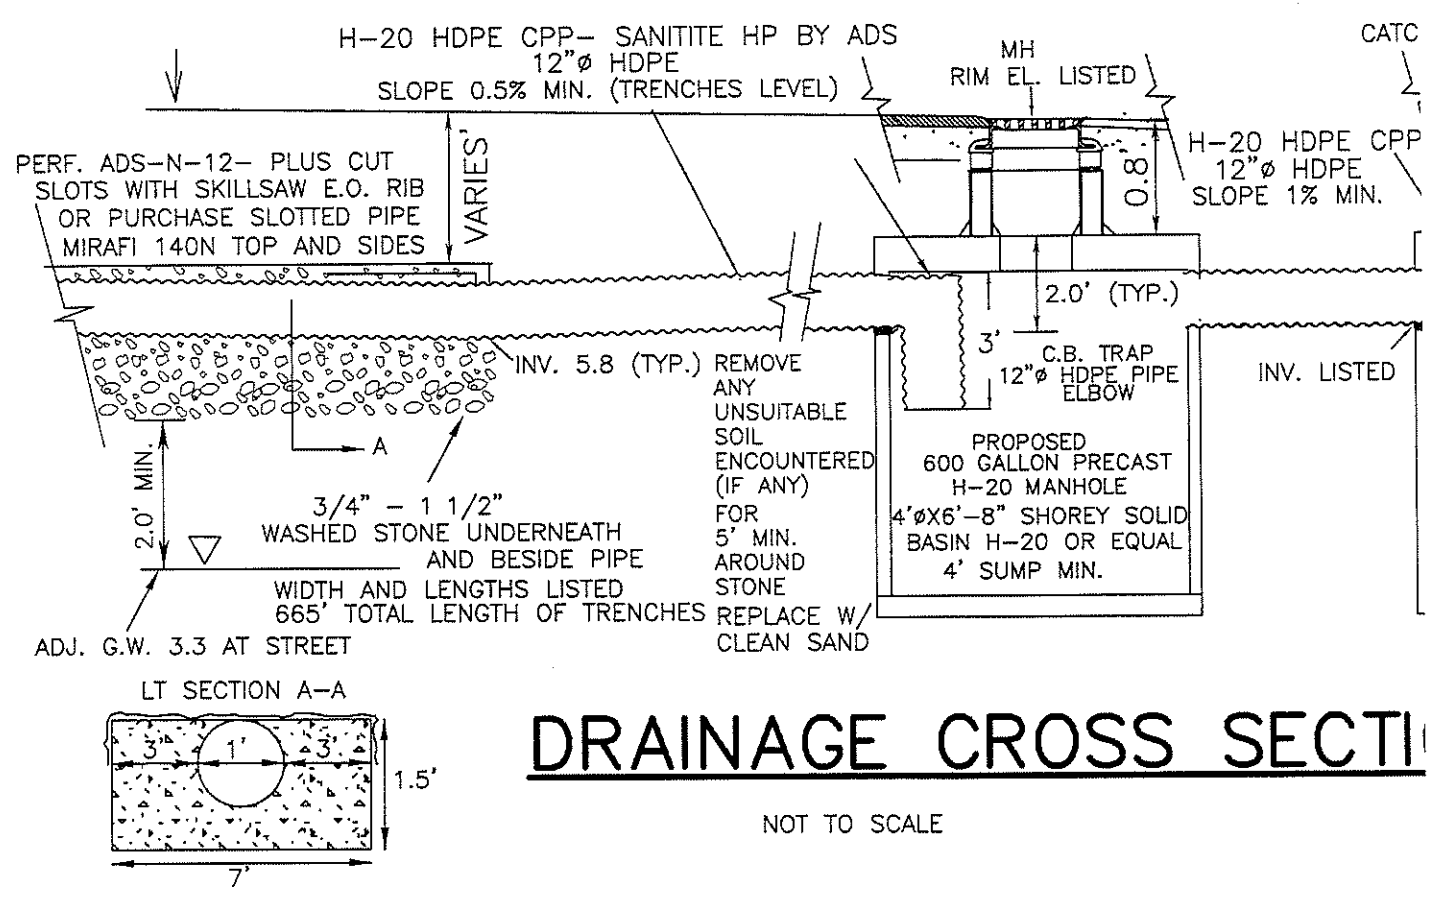 H-20 HDPE CPP- SANITITE HP BY ADS
12"ø HDPE
SLOPE 0.5% MIN. (TRENCHES LEVEL)
MH
RIM EL. LISTED
CATC
H-20 HDPE CPP
12"ø HDPE
SLOPE 1% MIN.
PERF. ADS-N-12- PLUS CUT
SLOTS WITH SKILLSAW E.O. RIB
OR PURCHASE SLOTTED PIPE
MIRAFI 140N TOP AND SIDES
VARIES'
0.8
2.0' (TYP.)
3'
C.B. TRAP
12"ø HDPE PIPE
ELBOW
INV. 5.8 (TYP.)
INV. LISTED
REMOVE
ANY
UNSUITABLE
SOIL
ENCOUNTERED
(IF ANY)
FOR
5' MIN.
AROUND
STONE
REPLACE W/
CLEAN SAND
PROPOSED
600 GALLON PRECAST
H-20 MANHOLE
4'øX6'-8" SHOREY SOLID
BASIN H-20 OR EQUAL
4' SUMP MIN.
A
2.0' MIN.
3/4" - 1 1/2"
WASHED STONE UNDERNEATH
AND BESIDE PIPE
WIDTH AND LENGTHS LISTED
665' TOTAL LENGTH OF TRENCHES
ADJ. G.W. 3.3 AT STREET
LT SECTION A-A
3'
1'
3'
1.5'
7'
DRAINAGE CROSS SECTI
NOT TO SCALE